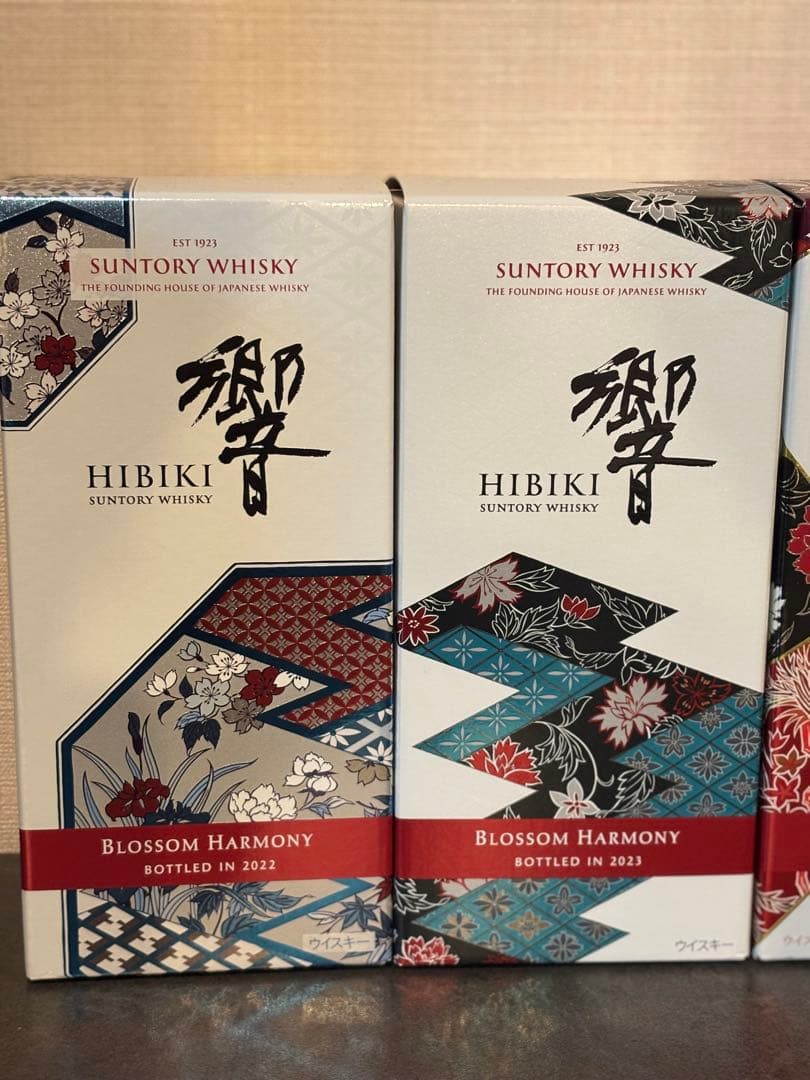 EST 1923
SUNTORY WHISKY
THE FOUNDING HOUSE OF JAPANESE WHISKY
響
HIBIKI
SUNTORY WHISKY
BLOSSOM HARMONY
BOTTLED IN 2022
ウイスキー
EST 1923
SUNTORY WHISKY
THE FOUNDING HOUSE OF JAPANESE WHISKY
響
HIBIKI
SUNTORY WHISKY
BLOSSOM HARMONY
BOTTLED IN 2023
ウイスキー